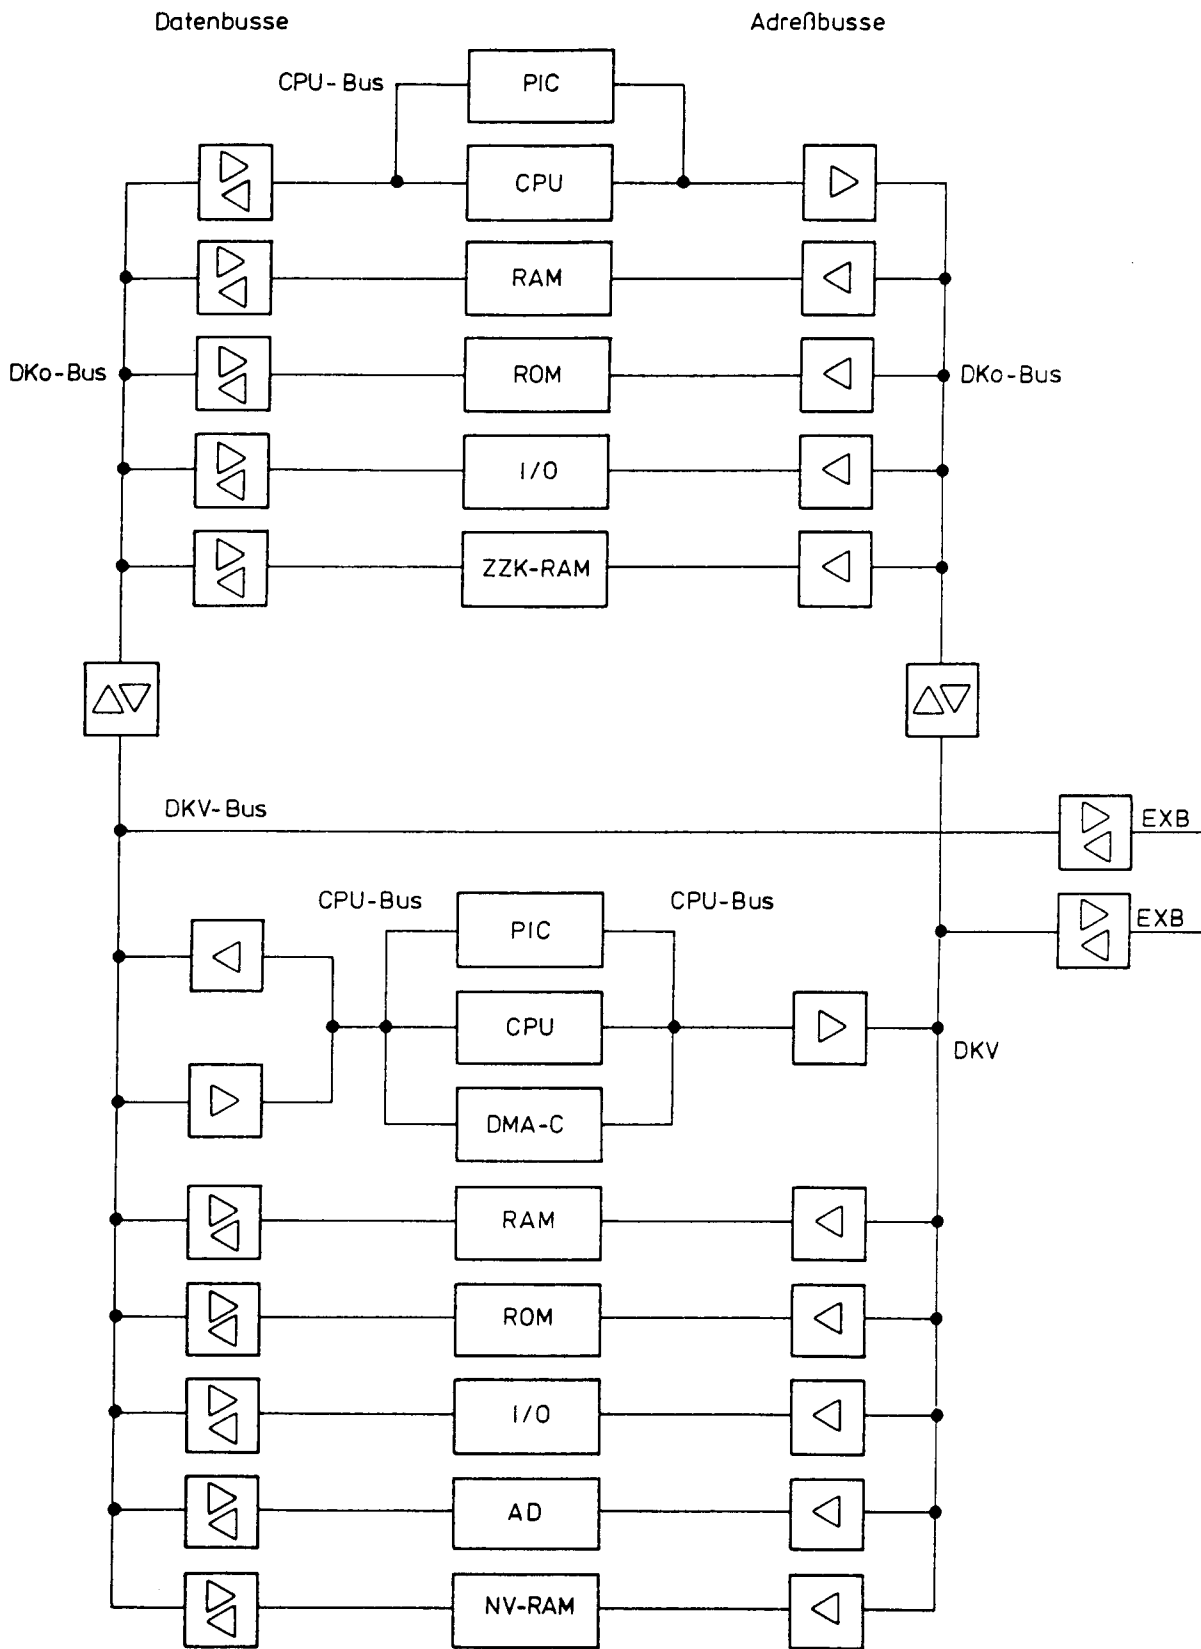 Datenbusse
Adreßbusse
CPU-Bus
PIC
CPU
RAM
DKo-Bus
ROM
DKo-Bus
I/O
ZZK-RAM
DKV-Bus
EXB
CPU-Bus
PIC
CPU-Bus
EXB
CPU
DKV
DMA-C
RAM
ROM
I/O
AD
NV-RAM